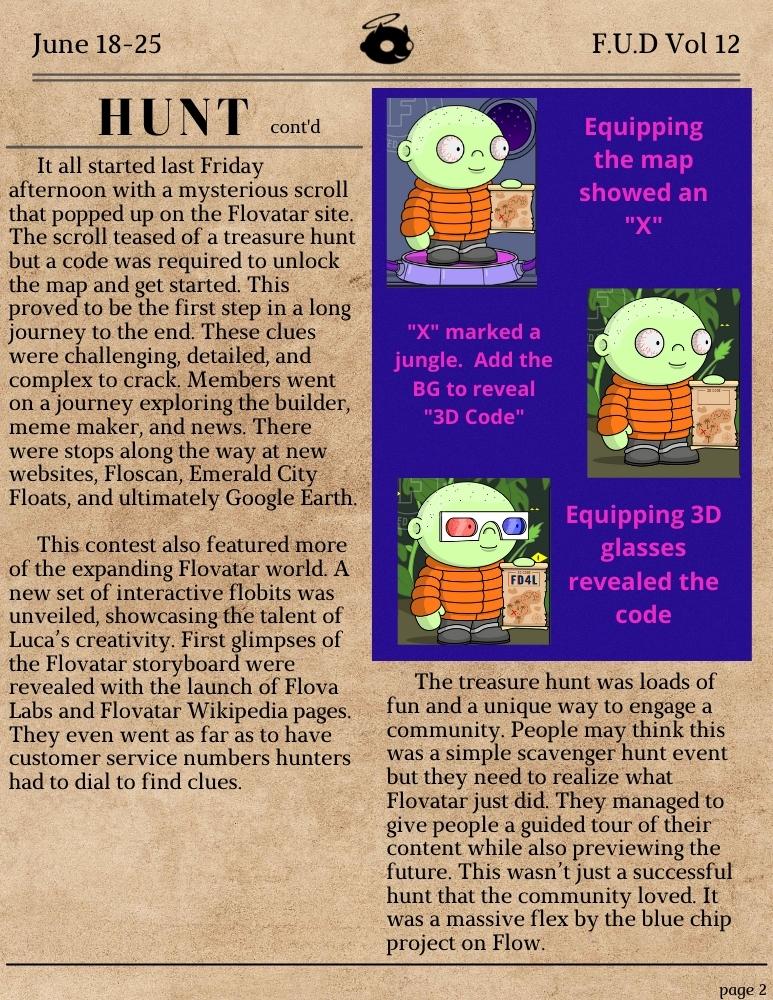 June 18-25
F.U.D Vol 12
HUNT cont'd
It all started last Friday
afternoon with a mysterious scroll
that popped up on the Flovatar site.
The scroll teased of a treasure hunt
but a code was required to unlock
the map and get started. This
proved to be the first step in a long
journey to the end. These clues
were challenging, detailed, and
complex to crack. Members went
on a journey exploring the builder,
meme maker, and news. There
were stops along the way at new
websites, Floscan, Emerald City
Floats, and ultimately Google Earth.
This contest also featured more
of the expanding Flovatar world. A
new set of interactive flobits was
unveiled, showcasing the talent of
Luca's creativity. First glimpses of
the Flovatar storyboard were
revealed with the launch of Flova
Labs and Flovatar Wikipedia pages.
They even went as far as to have
customer service numbers hunters
had to dial to find clues.
Equipping
the map
showed an
"X"
"X" marked a
jungle. Add the
BG to reveal
"3D Code"
FD4L
Equipping 3D
glasses
revealed the
code
The treasure hunt was loads of
fun and a unique way to engage a
community. People may think this
was a simple scavenger hunt event
but they need to realize what
Flovatar just did. They managed to
give people a guided tour of their
content while also previewing the
future. This wasn't just a successful
hunt that the community loved. It
was a massive flex by the blue chip
project on Flow.
page 2